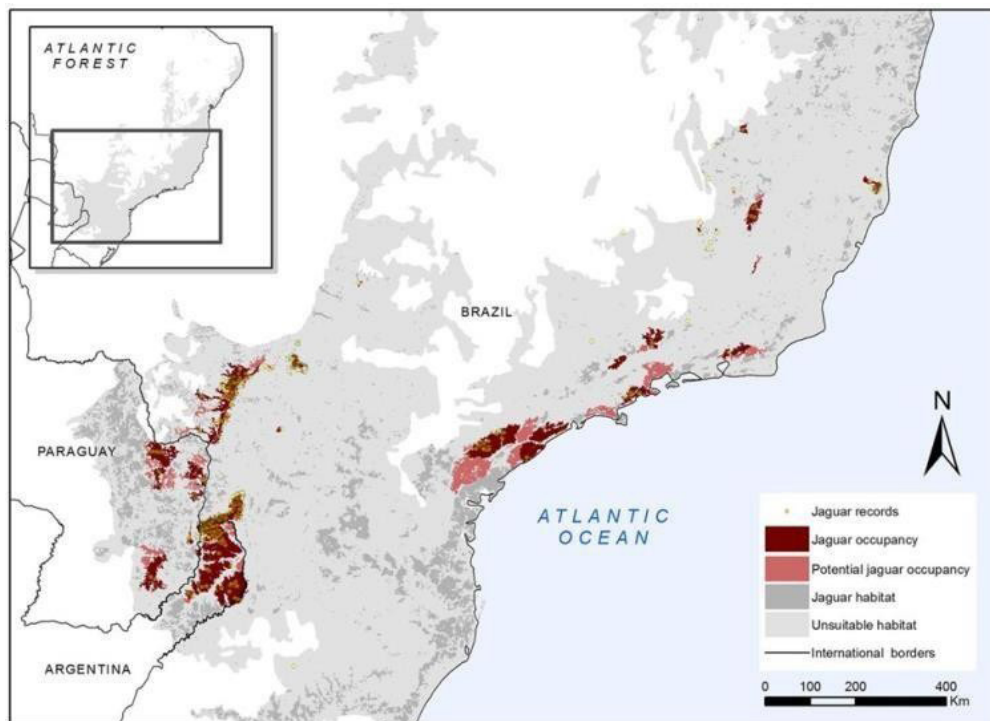 ATLANTIC
FOREST
BRAZIL
PARAGUAY
N
ATLANTIC
OCEAN
ARGENTINA
Jaguar records
Jaguar occupancy
Potential jaguar occupancy
Jaguar habitat
Unsuitable habitat
International borders
0 100 200 400
Km